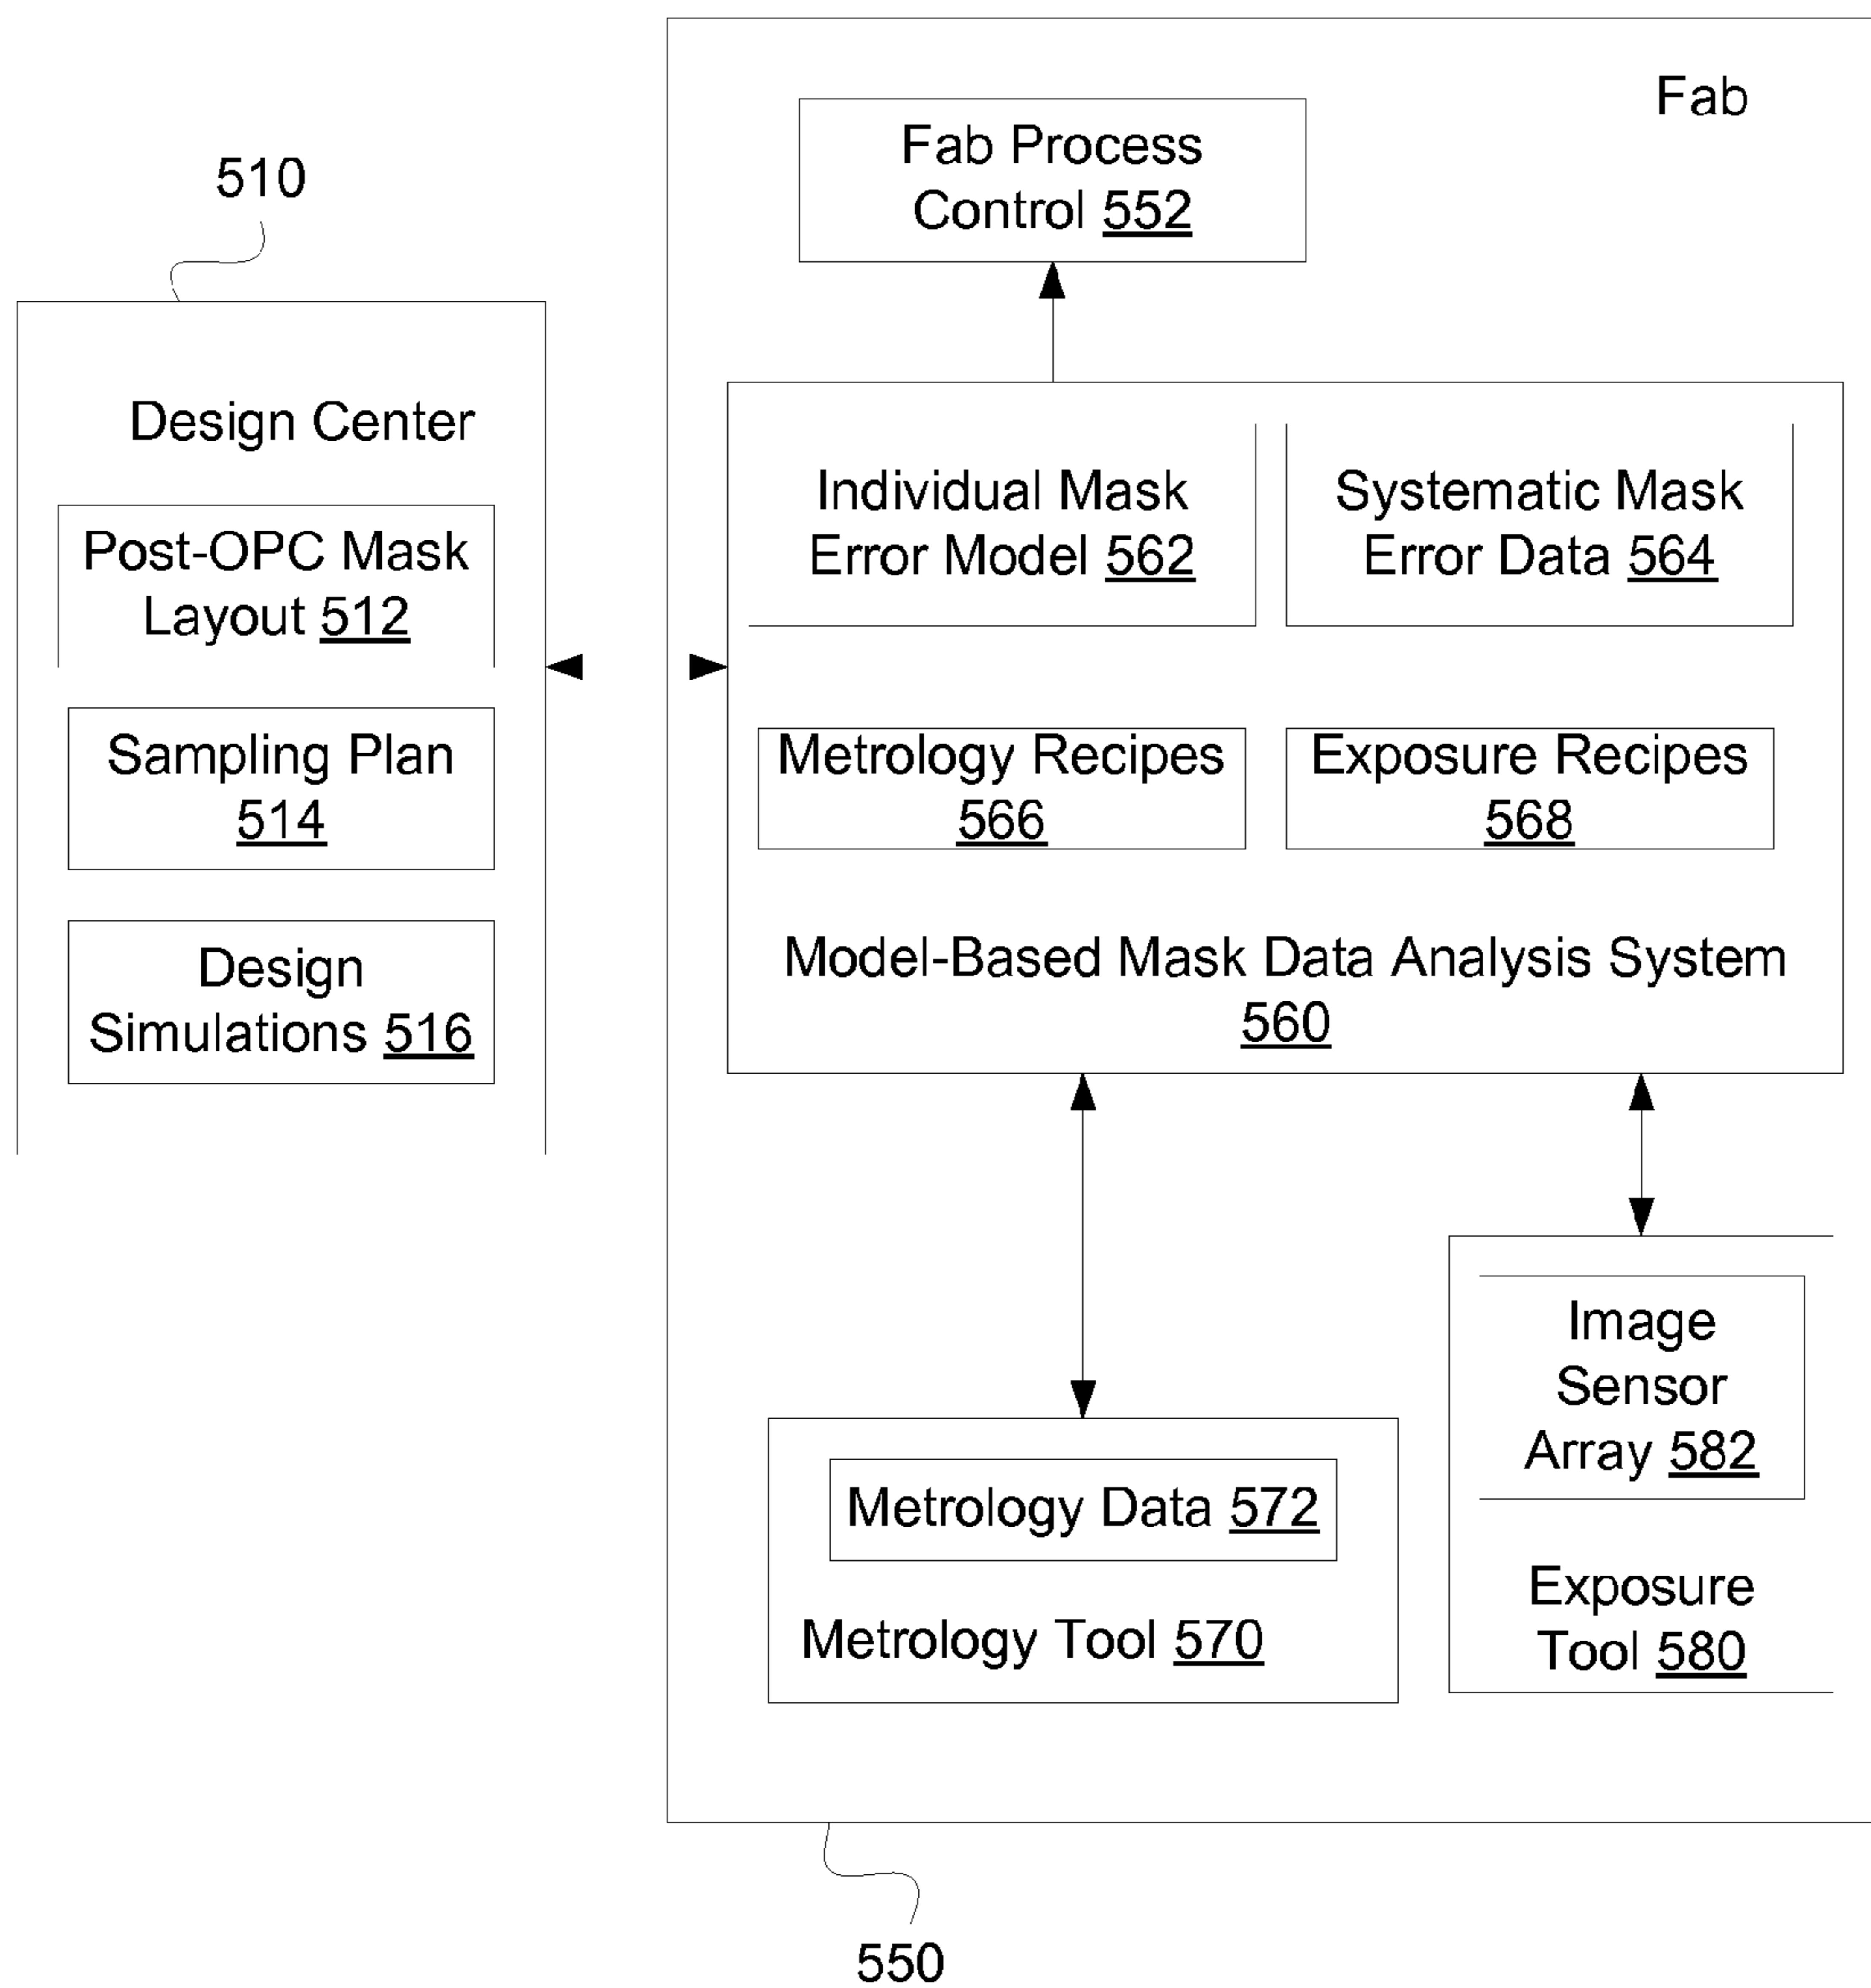 510
Design Center
Post-OPC Mask
Layout 512
Sampling Plan
514
Design
Simulations 516
Fab
Fab Process
Control 552
Individual Mask
Error Model 562
Systematic Mask
Error Data 564
Metrology Recipes
566
Exposure Recipes
568
Model-Based Mask Data Analysis System
560
Metrology Data 572
Metrology Tool 570
Image
Sensor
Array 582
Exposure
Tool 580
550